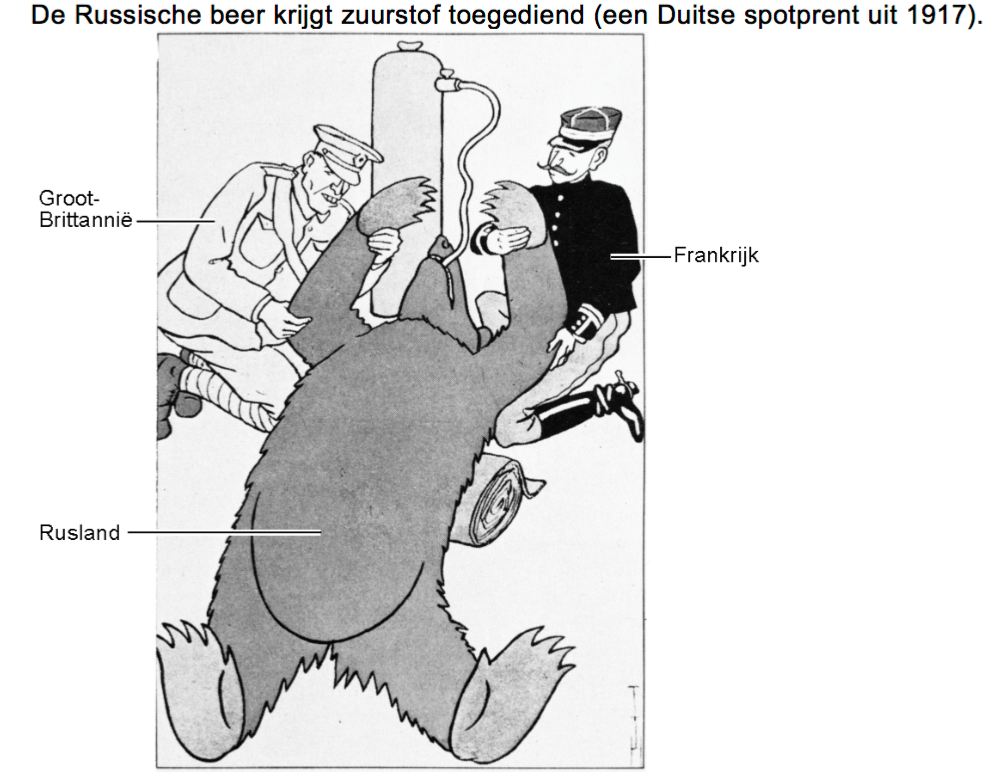 De Russische beer krijgt zuurstof toegediend (een Duitse spotprent uit 1917).
Groot-
Brittannië
Frankrijk
Rusland